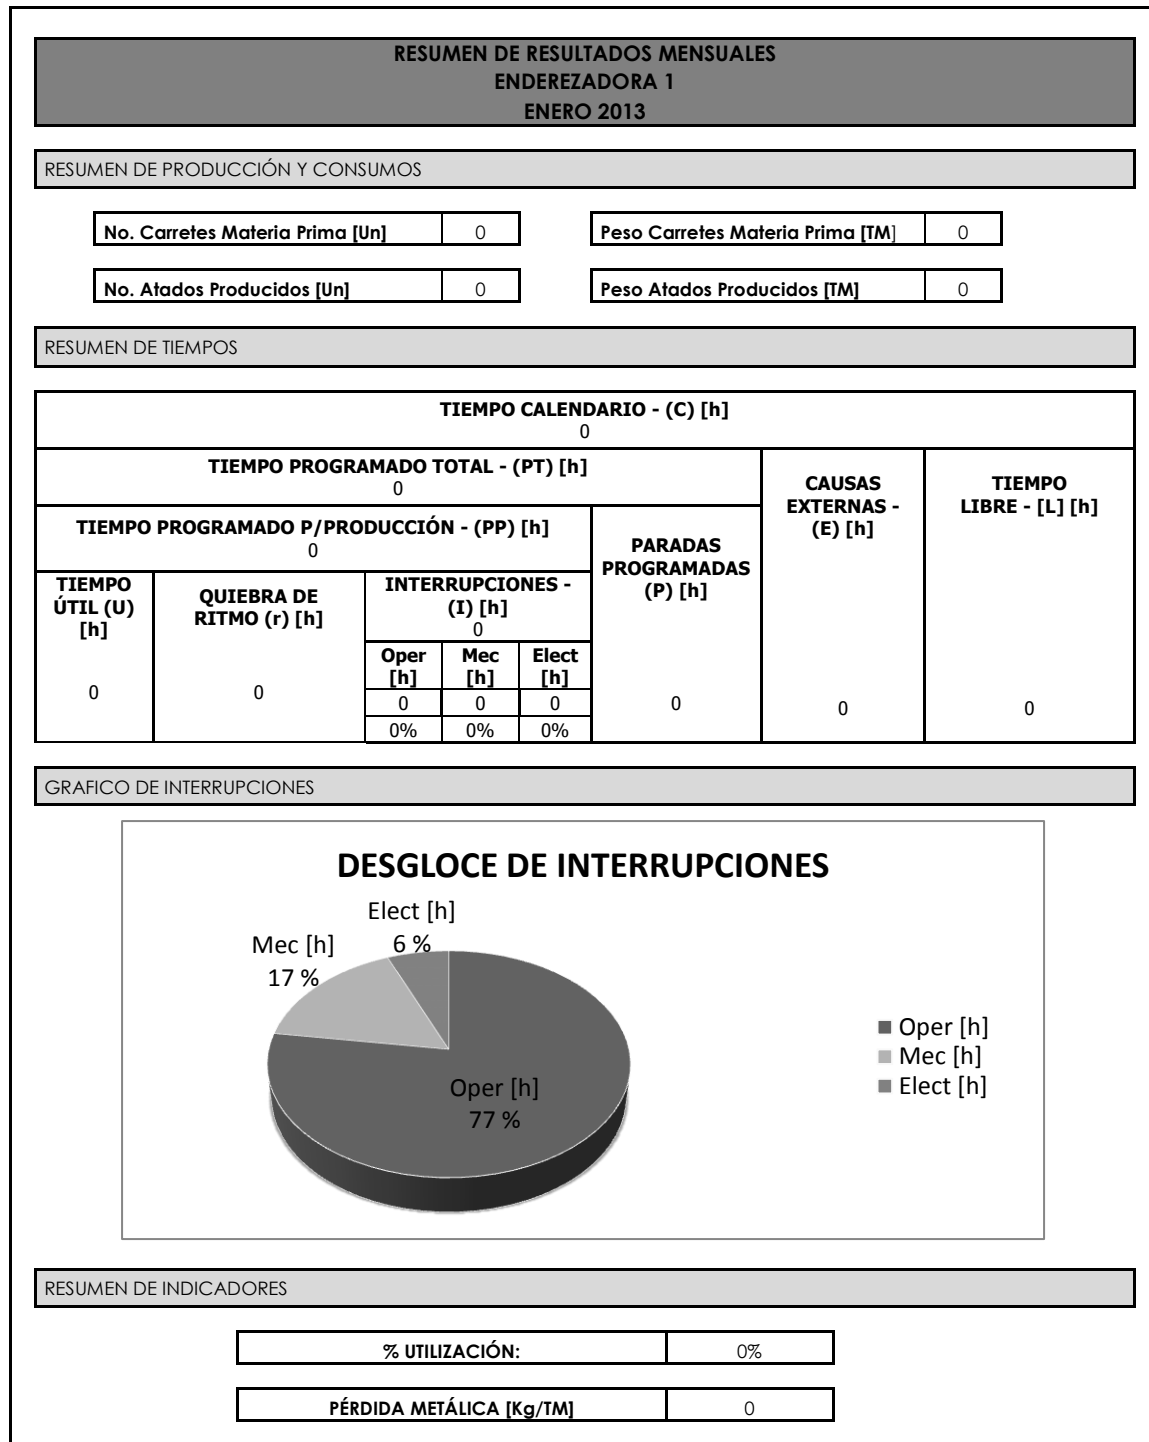 RESUMEN DE RESULTADOS MENSUALES
ENDEREZADORA 1
ENERO 2013
RESUMEN DE PRODUCCIÓN Y CONSUMOS
No. Carretes Materia Prima [Un] 0 Peso Carretes Materia Prima [TM] 0
No. Atados Producidos [Un] 0 Peso Atados Producidos [TM] 0
RESUMEN DE TIEMPOS
TIEMPO CALENDARIO - (C) [h]
0
TIEMPO PROGRAMADO TOTAL - (PT) [h]
0
CAUSAS
EXTERNAS -
(E) [h]
TIEMPO
LIBRE - [L] [h]
TIEMPO PROGRAMADO P/PRODUCCIÓN - (PP) [h]
0
PARADAS
PROGRAMADAS
(P) [h]
TIEMPO
ÚTIL (U)
[h]
QUIEBRA DE
RITMO (r) [h]
INTERRUPCIONES -
(I) [h]
0
Oper
[h]
Mec
[h]
Elect
[h]
0 0 0 0 0 0 0 0
0% 0% 0%
GRAFICO DE INTERRUPCIONES
DESGLOCE DE INTERRUPCIONES
Elect [h]
6 %
Mec [h]
17 %
Oper [h]
77 %
Oper [h]
Mec [h]
Elect [h]
RESUMEN DE INDICADORES
% UTILIZACIÓN: 0%
PÉRDIDA METÁLICA [Kg/TM] 0